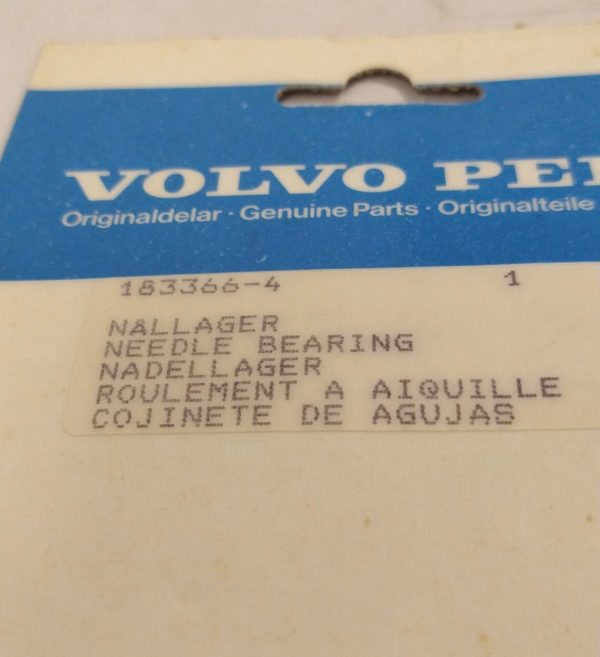 VOLVO PE
Originaldelar · Genuine Parts · Originalteile
183366-4 1
NÅLLAGER
NEEDLE BEARING
NADELLAGER
ROULEMENT A AIQUILLE
COJINETE DE AGUJAS